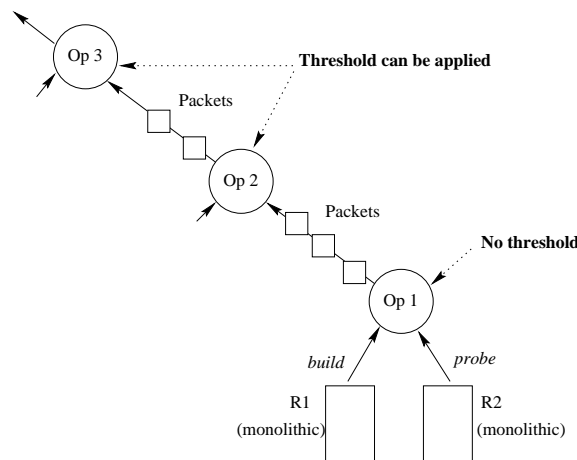 Op 3
Threshold can be applied
Packets
Op 2
Packets
No threshold
Op 1
build
probe
R1
(monolithic)
R2
(monolithic)